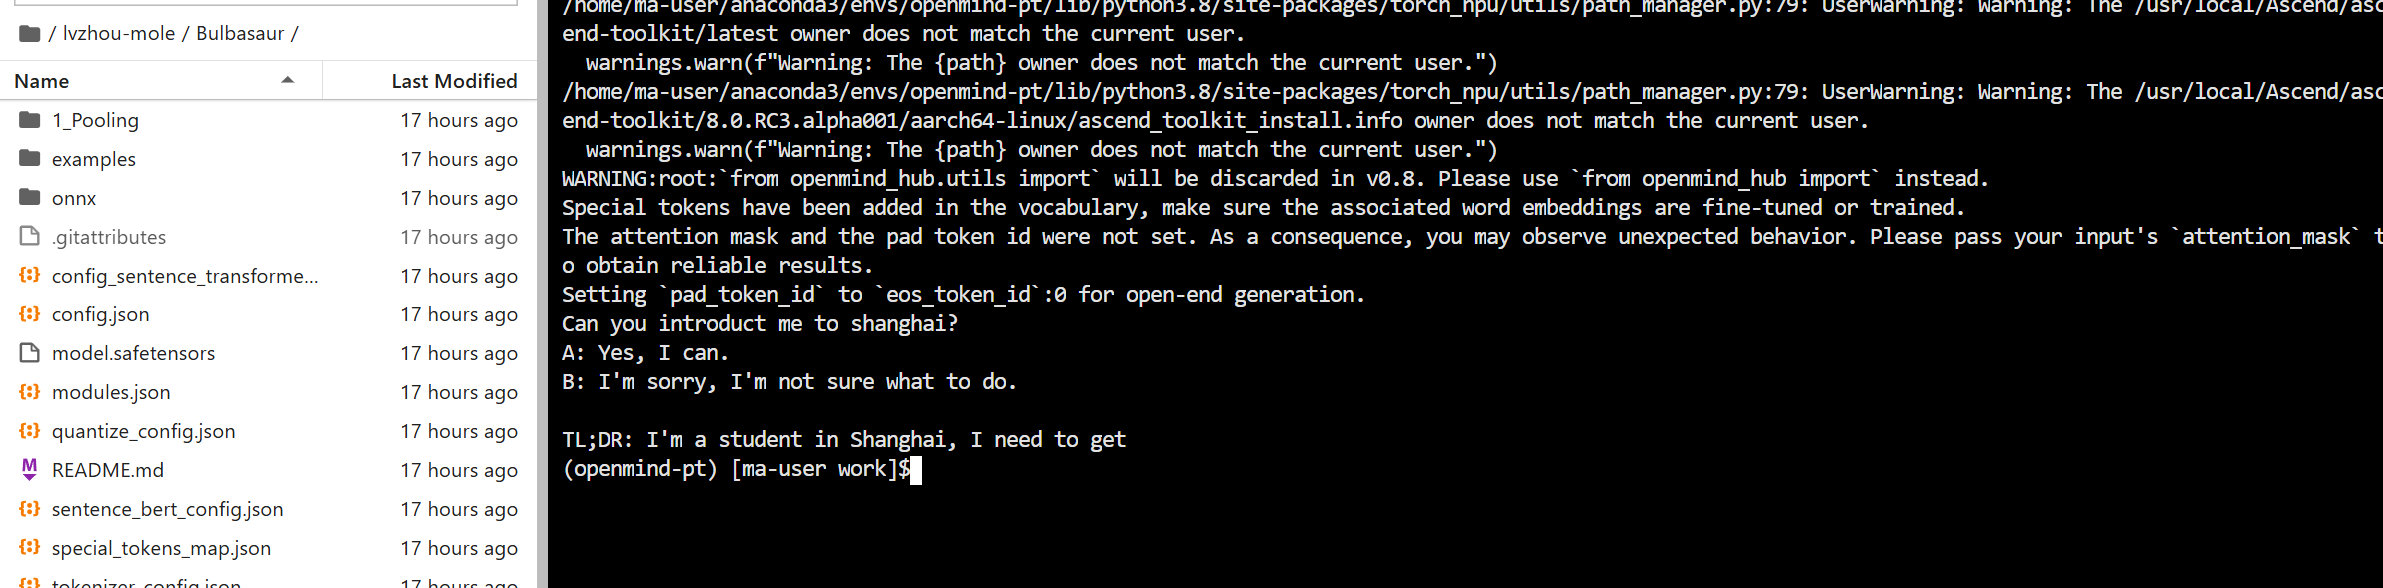 / lvzhou-mole / Bulbasaur /
Name Last Modified
1_Pooling 17 hours ago
examples 17 hours ago
onnx 17 hours ago
.gitattributes 17 hours ago
config_sentence_transforme... 17 hours ago
config.json 17 hours ago
model.safetensors 17 hours ago
modules.json 17 hours ago
quantize_config.json 17 hours ago
README.md 17 hours ago
sentence_bert_config.json 17 hours ago
special_tokens_map.json 17 hours ago
tokenizer_config.json 17 hours ago
/home/ma-user/anaconda3/envs/openmind-pt/lib/python3.8/site-packages/torch_npu/utils/path_manager.py:79: UserWarning: Warning: The /usr/local/Ascend/asc
end-toolkit/latest owner does not match the current user.
warnings.warn(f"Warning: The {path} owner does not match the current user.")
/home/ma-user/anaconda3/envs/openmind-pt/lib/python3.8/site-packages/torch_npu/utils/path_manager.py:79: UserWarning: Warning: The /usr/local/Ascend/asc
end-toolkit/8.0.RC3.alpha001/aarch64-linux/ascend_toolkit_install.info owner does not match the current user.
warnings.warn(f"Warning: The {path} owner does not match the current user.")
WARNING:root:`from openmind_hub.utils import` will be discarded in v0.8. Please use `from openmind_hub import` instead.
Special tokens have been added in the vocabulary, make sure the associated word embeddings are fine-tuned or trained.
The attention mask and the pad token id were not set. As a consequence, you may observe unexpected behavior. Please pass your input's `attention_mask` t
o obtain reliable results.
Setting `pad_token_id` to `eos_token_id`:0 for open-end generation.
Can you introduce me to shanghai?
A: Yes, I can.
B: I'm sorry, I'm not sure what to do.
TL;DR: I'm a student in Shanghai, I need to get
(openmind-pt) [ma-user work]$